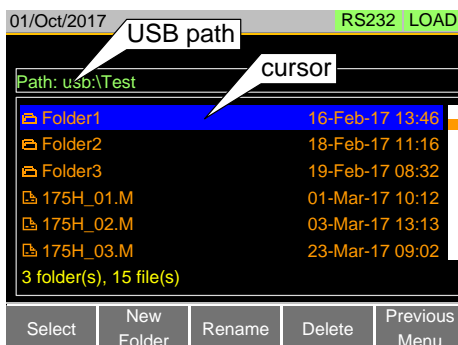 01/Oct/2017 RS232 LOAD
USB path
cursor
Path: usb:\Test
Folder1 16-Feb-17 13:46
Folder2 18-Feb-17 11:16
Folder3 19-Feb-17 08:32
175H_01.M 01-Mar-17 10:12
175H_02.M 03-Mar-17 13:13
175H_03.M 23-Mar-17 09:02
3 folder(s), 15 file(s)
Select New Folder Rename Delete Previous Menu